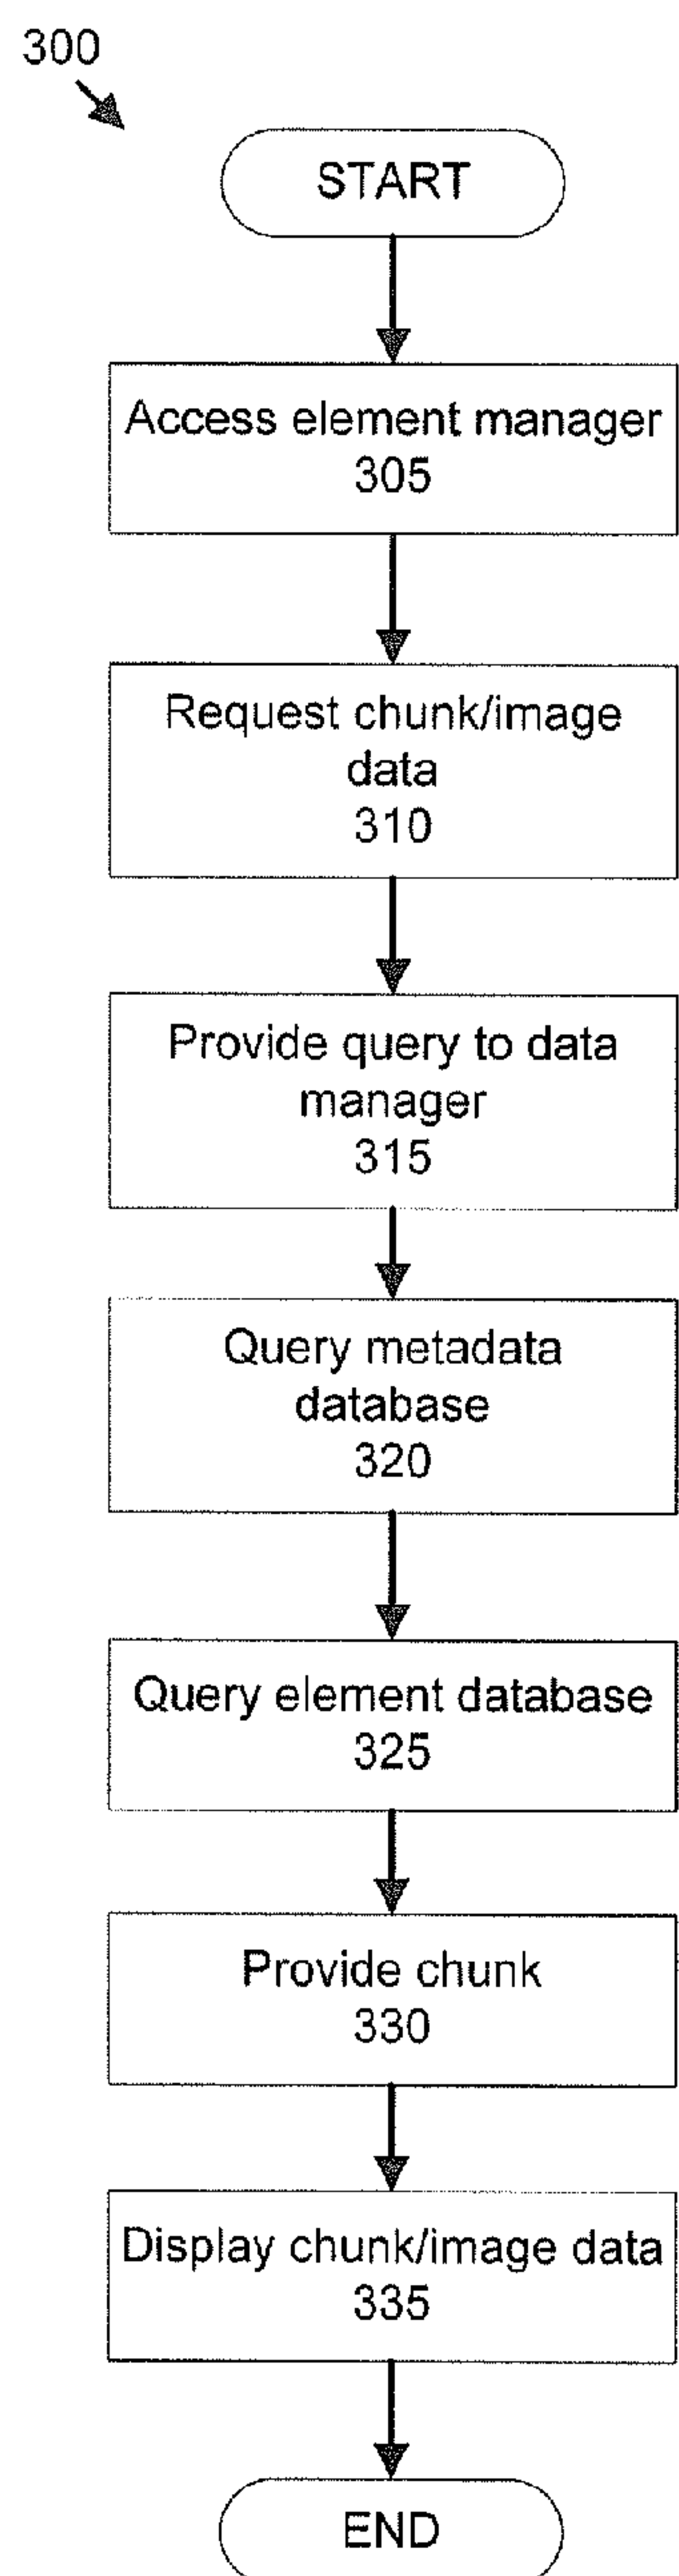 300
START
Access element manager
305
Request chunk/image
data
310
Provide query to data
manager
315
Query metadata
database
320
Query element database
325
Provide chunk
330
Display chunk/image data
335
END